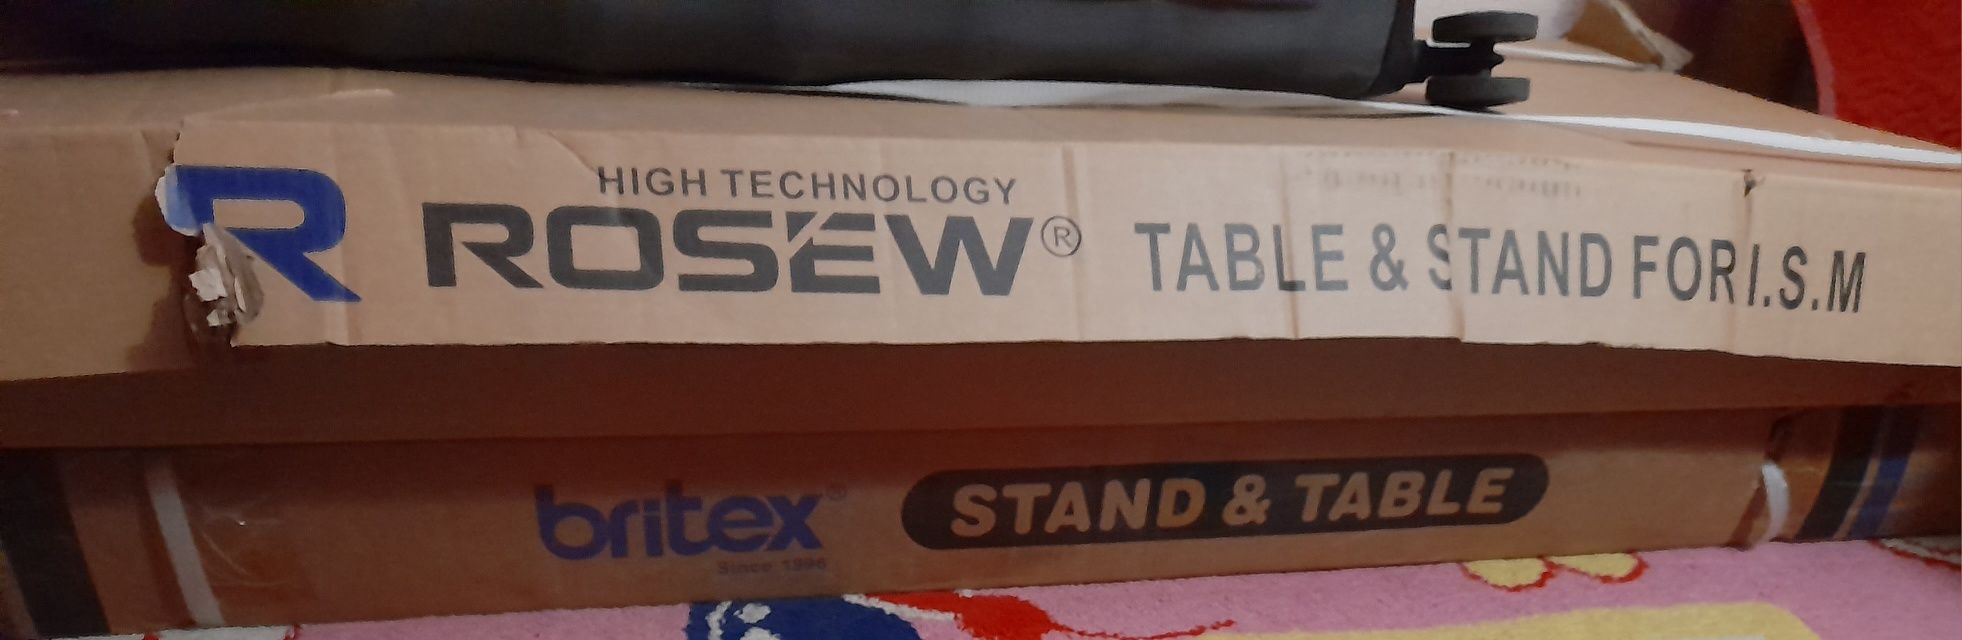 HIGH TECHNOLOGY
ROSEW®
TABLE & STAND FOR I.S.M
britex®
Since 1996
STAND & TABLE